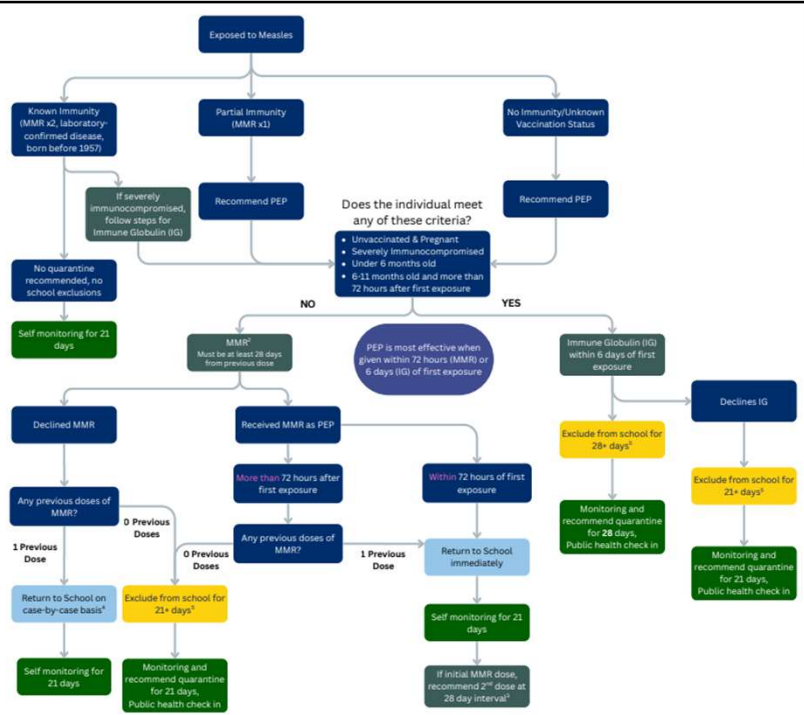 Exposed to Measles
Known Immunity
(MMR x2, laboratory-
confirmed disease,
born before 1957)
Partial Immunity
(MMR x1)
No Immunity/Unknown
Vaccination Status
If severely
immunocompromised,
follow steps for
Immune Globulin (IG)
Recommend PEP
Recommend PEP
Does the individual meet
any of these criteria?
• Unvaccinated & Pregnant
• Severely Immunocompromised
• Under 6 months old
• 6-11 months old and more than
72 hours after first exposure
No quarantine
recommended, no
school exclusions
Self monitoring for 21
days
NO
YES
MMR²
Must be at least 28 days
from previous dose
PEP is most effective when
given within 72 hours (MMR) or
6 days (IG) of first exposure
Immune Globulin (IG)
within 6 days of first
exposure
Declines IG
Declined MMR
Received MMR as PEP
Exclude from school for
28+ days⁵
Exclude from school for
21+ days⁵
More than 72 hours after
first exposure
Within 72 hours of first
exposure
Any previous doses of
MMR?
0 Previous
Doses
1 Previous
Dose
Any previous doses of
MMR?
0 Previous
Doses
1 Previous
Dose
Return to School
immediately
Monitoring and
recommend quarantine
for 28 days,
Public health check in
Monitoring and
recommend quarantine
for 21 days,
Public health check in
Return to School on
case-by-case basis⁴
Exclude from school for
21+ days⁵
Self monitoring for 21
days
Self monitoring for
21 days
Monitoring and
recommend quarantine
for 21 days,
Public health check in
If initial MMR dose,
recommend 2ⁿᵈ dose at
28 day interval³